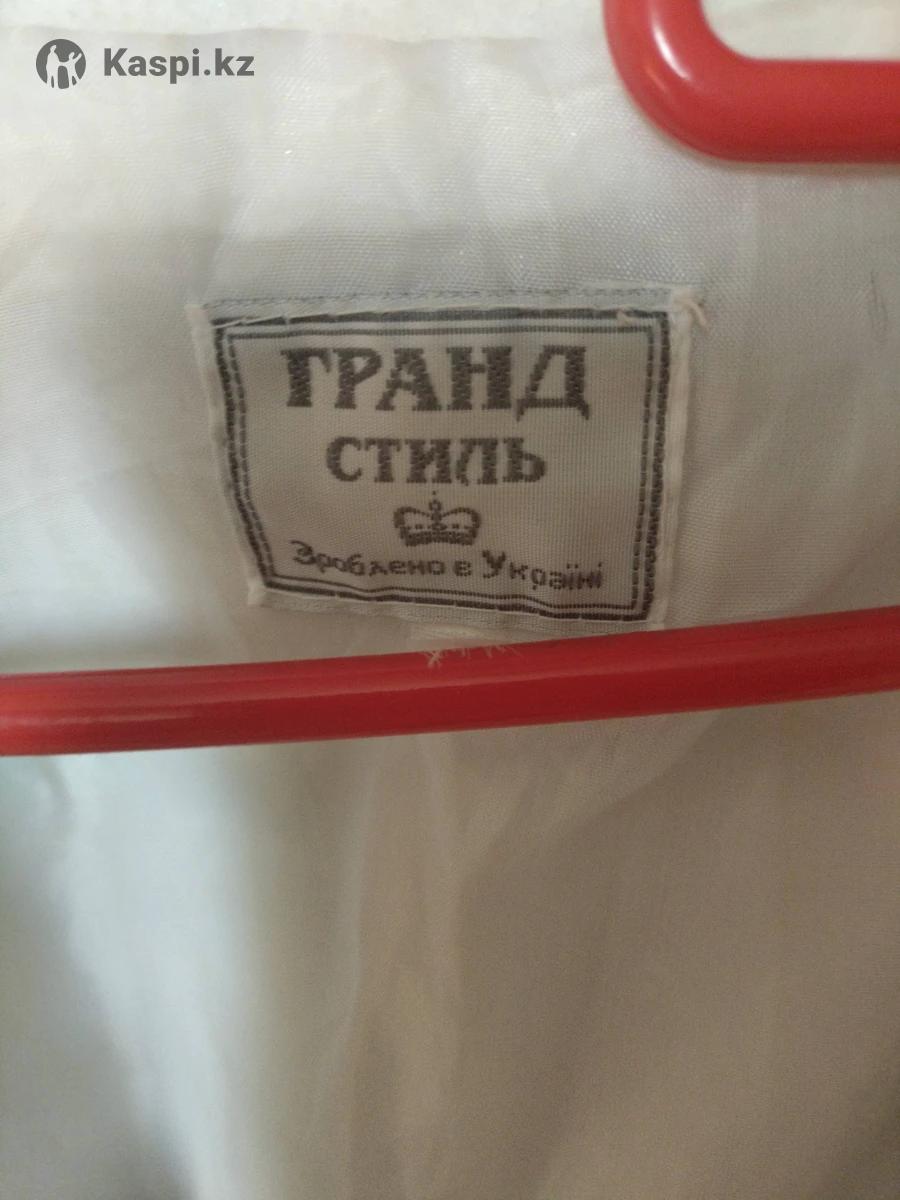 Kaspi.kz
ГРАНД
СТИЛЬ
Зроблено в Україні